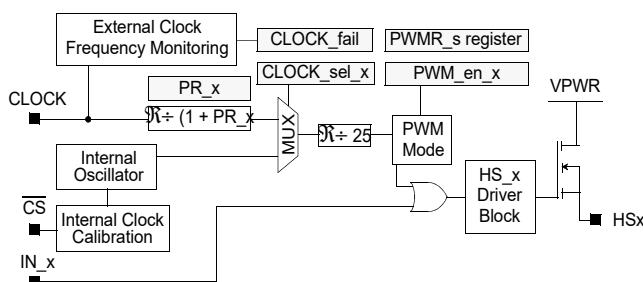 External Clock
Frequency Monitoring
CLOCK_fail
PWMR_s register
PR_x
CLOCK_sel_x
PWM_en_x
VPWR
CLOCK
ℜ÷ (1 + PR_x
MUX
ℜ÷ 25
PWM
Mode
Internal
Oscillator
HS_x
Driver
Block
CS
Internal Clock
Calibration
HSx
IN_x